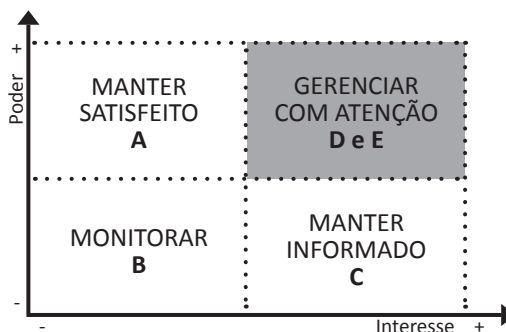 +
Poder
-
MANTER
SATISFEITO
A
GERENCIAR
COM ATENÇÃO
D e E
MONITORAR
B
MANTER
INFORMADO
C
-
Interesse +